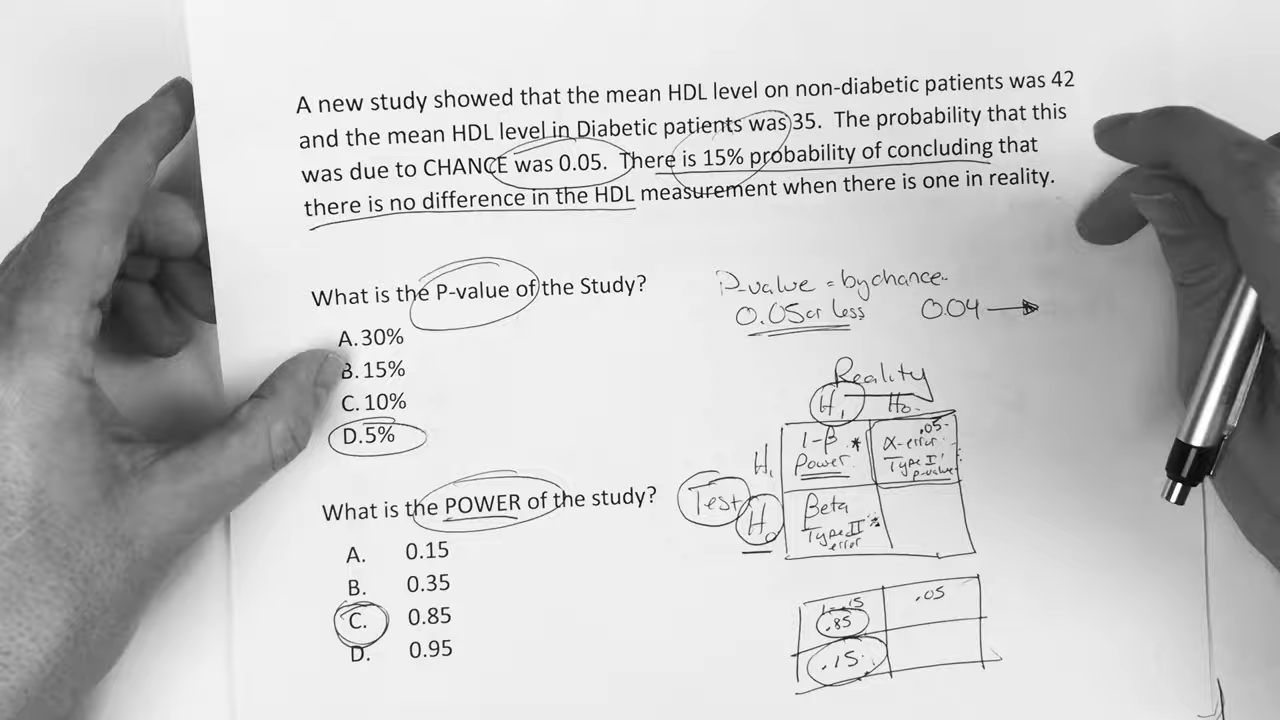 A new study showed that the mean HDL level on non-diabetic patients was 42
and the mean HDL level in Diabetic patients was 35. The probability that this
was due to CHANCE was 0.05. There is 15% probability of concluding that
there is no difference in the HDL measurement when there is one in reality.
What is the P-value of the Study?
A. 30%
B. 15%
C. 10%
D. 5%
P-value = by chance.
0.05 or less 0.04
Reality
H₁ H₀
Test
H₁
H₀
1-β
Power
.05
α-error
Type I
p-value
Beta
Type II
error
What is the POWER of the study?
A. 0.15
B. 0.35
C. 0.85
D. 0.95
1-.15
.85
.05
.15